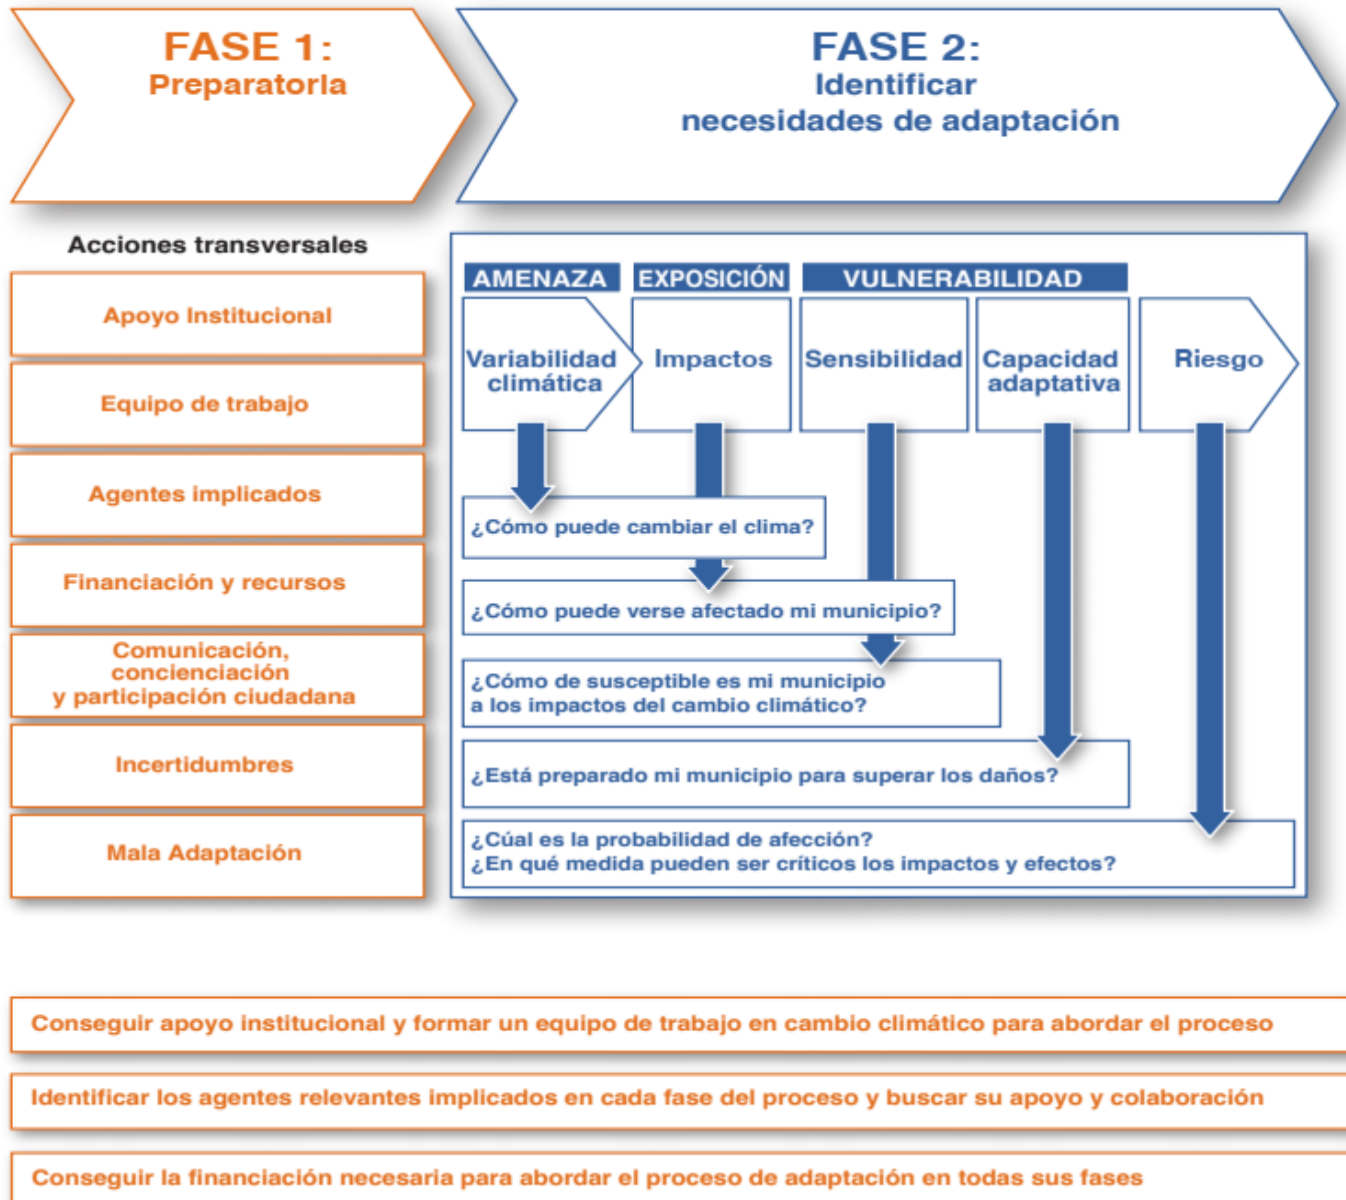 FASE 1:
Preparatoria
FASE 2:
Identificar
necesidades de adaptación
Acciones transversales
Apoyo Institucional
Equipo de trabajo
Agentes implicados
Financiación y recursos
Comunicación,
concienciación
y participación ciudadana
Incertidumbres
Mala Adaptación
AMENAZA
EXPOSICIÓN
VULNERABILIDAD
Variabilidad
climática
Impactos
Sensibilidad
Capacidad
adaptativa
Riesgo
¿Cómo puede cambiar el clima?
¿Cómo puede verse afectado mi municipio?
¿Cómo de susceptible es mi municipio
a los impactos del cambio climático?
¿Está preparado mi municipio para superar los daños?
¿Cúal es la probabilidad de afección?
¿En qué medida pueden ser críticos los impactos y efectos?
Conseguir apoyo institucional y formar un equipo de trabajo en cambio climático para abordar el proceso
Identificar los agentes relevantes implicados en cada fase del proceso y buscar su apoyo y colaboración
Conseguir la financiación necesaria para abordar el proceso de adaptación en todas sus fases